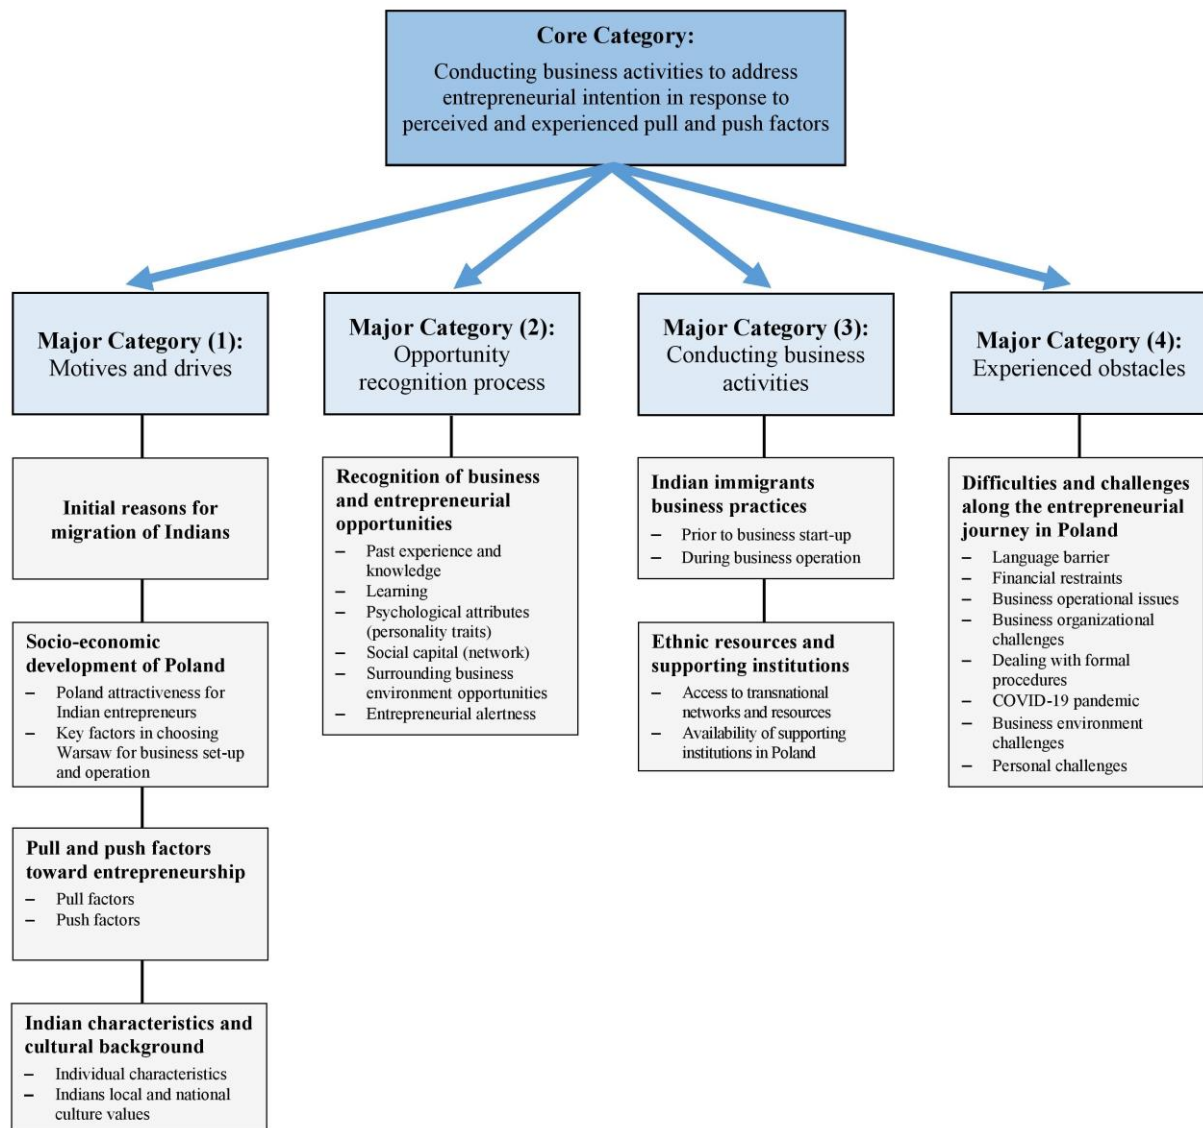 Core Category:
Conducting business activities to address
entrepreneurial intention in response to
perceived and experienced pull and push factors
Major Category (1):
Motives and drives
Initial reasons for
migration of Indians
Socio-economic
development of Poland
– Poland attractiveness for
Indian entrepreneurs
– Key factors in choosing
Warsaw for business set-up
and operation
Pull and push factors
toward entrepreneurship
– Pull factors
– Push factors
Indian characteristics and
cultural background
– Individual characteristics
– Indians local and national
culture values
Major Category (2):
Opportunity
recognition process
Recognition of business
and entrepreneurial
opportunities
– Past experience and
knowledge
– Learning
– Psychological attributes
(personality traits)
– Social capital (network)
– Surrounding business
environment opportunities
– Entrepreneurial alertness
Major Category (3):
Conducting business
activities
Indian immigrants
business practices
– Prior to business start-up
– During business operation
Ethnic resources and
supporting institutions
– Access to transnational
networks and resources
– Availability of supporting
institutions in Poland
Major Category (4):
Experienced obstacles
Difficulties and challenges
along the entrepreneurial
journey in Poland
– Language barrier
– Financial restraints
– Business operational issues
– Business organizational
challenges
– Dealing with formal
procedures
– COVID-19 pandemic
– Business environment
challenges
– Personal challenges